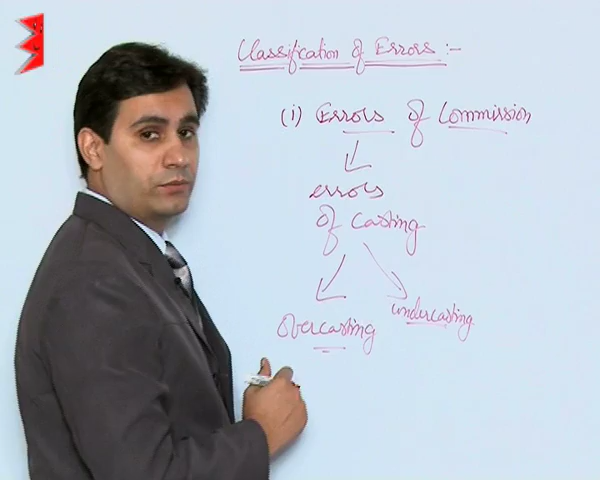 Classification of Errors :-
(i) Errors of Commission
errors
of casting
overcasting
undercasting